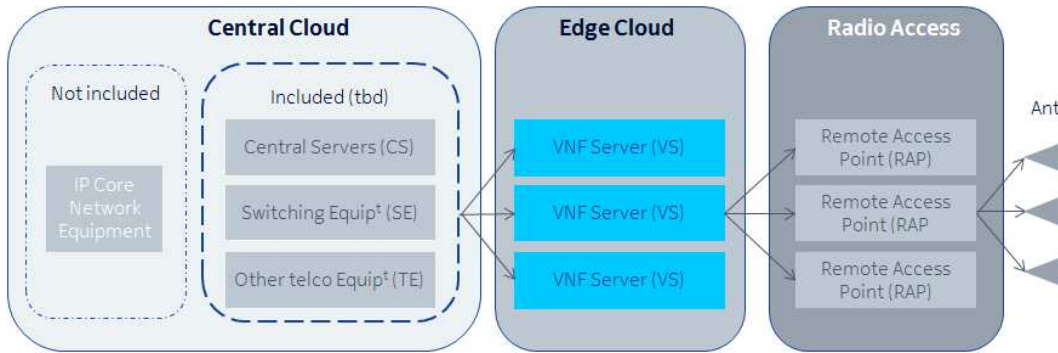 Central Cloud
Edge Cloud
Radio Access
Not included
Included (tbd)
Ant
Central Servers (CS)
VNF Server (VS)
Remote Access
Point (RAP)
IP Core
Network
Equipment
Switching Equipᵗ (SE)
VNF Server (VS)
Remote Access
Point (RAP
Other telco Equipᵗ (TE)
VNF Server (VS)
Remote Access
Point (RAP)